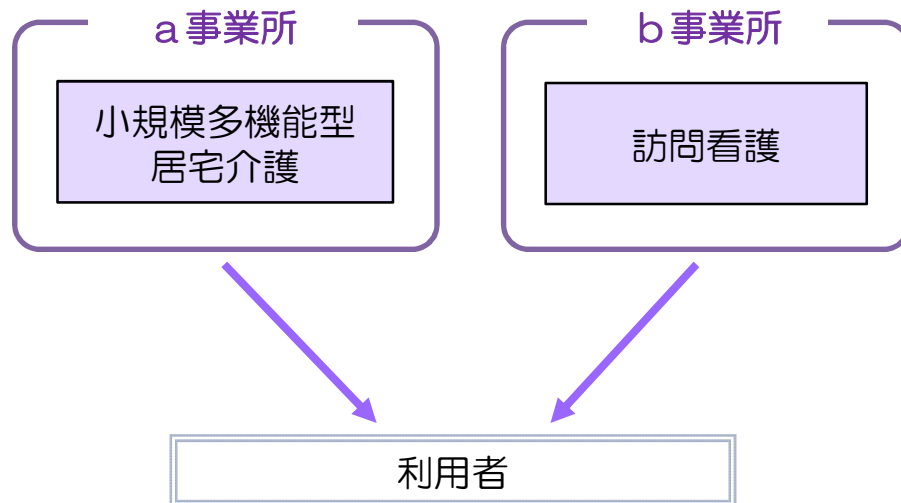 a事業所
小規模多機能型
居宅介護
b事業所
訪問看護
利用者